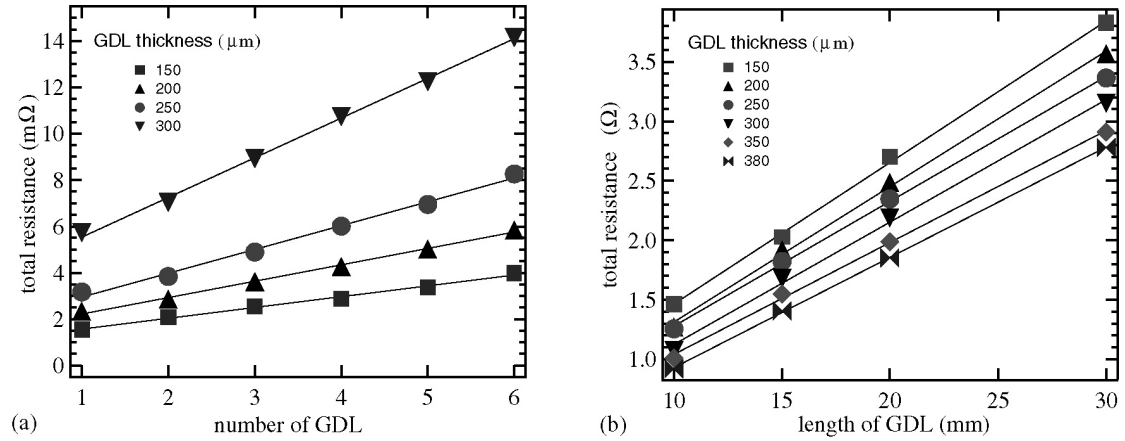 GDL thickness (μm)
150
200
250
300
14
12
10
8
6
4
2
0
total resistance (mΩ)
1 2 3 4 5 6
number of GDL
(a)
GDL thickness (μm)
150
200
250
300
350
380
3.5
3.0
2.5
2.0
1.5
1.0
total resistance (Ω)
10 15 20 25 30
length of GDL (mm)
(b)